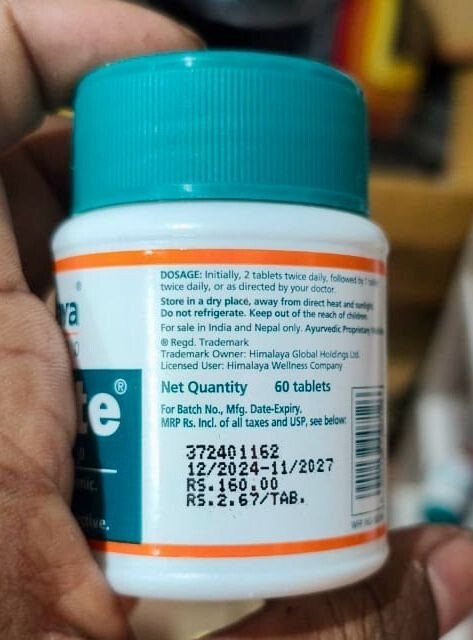 DOSAGE: Initially, 2 tablets twice daily, followed by 1
twice daily, or as directed by your doctor.
Store in a dry place, away from direct heat and sunlight.
Do not refrigerate. Keep out of the reach of children.
For sale in India and Nepal only. Ayurvedic Proprietary
® Regd. Trademark
Trademark Owner: Himalaya Global Holdings Ltd.
Licensed User: Himalaya Wellness Company
Net Quantity 60 tablets
For Batch No., Mfg. Date-Expiry,
MRP Rs. Incl. of all taxes and USP, see below:
372401162
12/2024-11/2027
RS.160.00
RS.2.67/TAB.